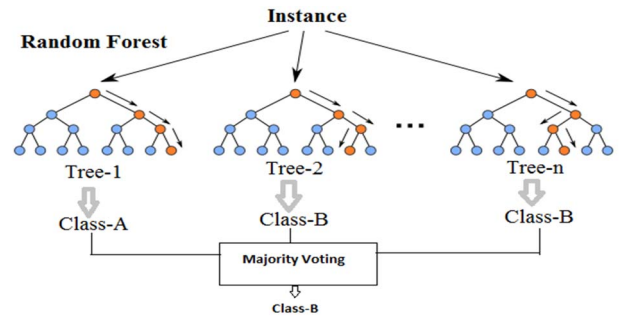 Instance
Random Forest
...
Tree-1
Tree-2
Tree-n
Class-A
Class-B
Class-B
Majority Voting
Class-B